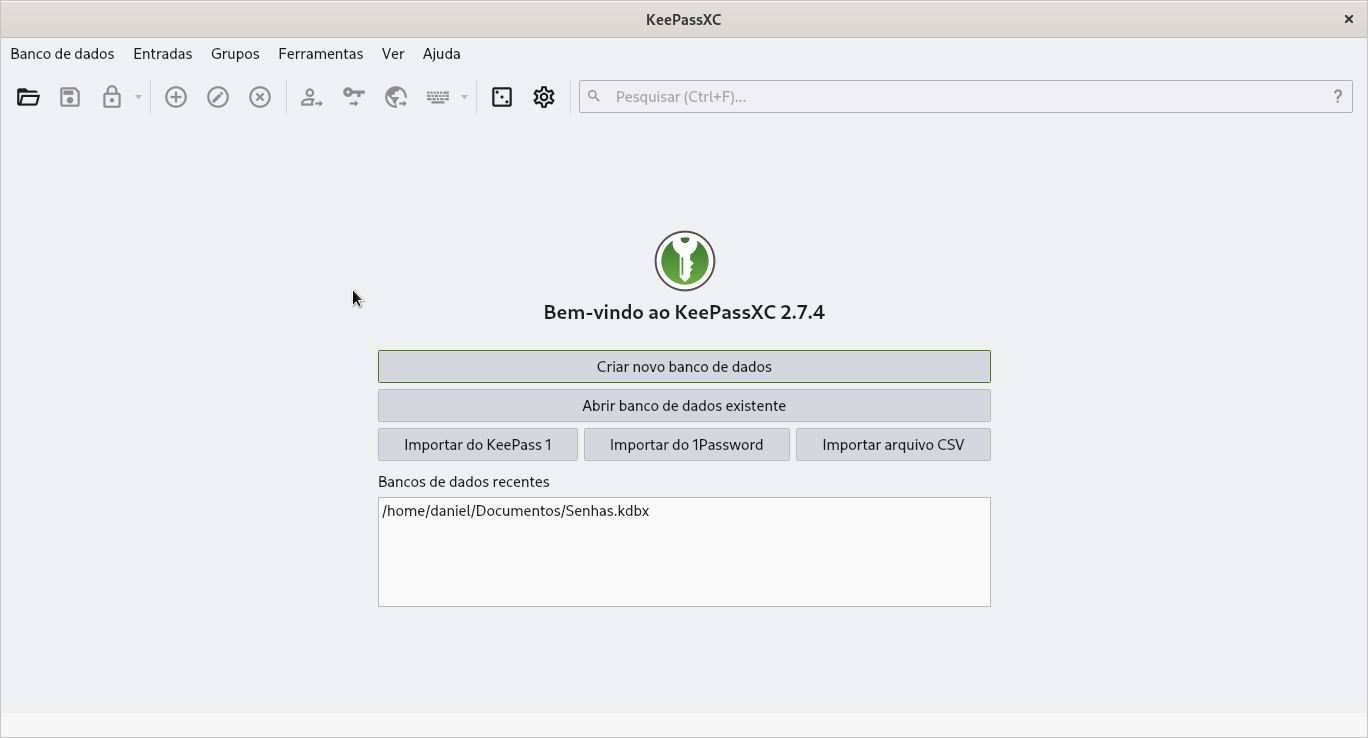 KeePassXC
Banco de dados Entradas Grupos Ferramentas Ver Ajuda
Pesquisar (Ctrl+F)... ?
Bem-vindo ao KeePassXC 2.7.4
Criar novo banco de dados
Abrir banco de dados existente
Importar do KeePass 1 Importar do 1Password Importar arquivo CSV
Bancos de dados recentes
/home/daniel/Documentos/Senhas.kdbx